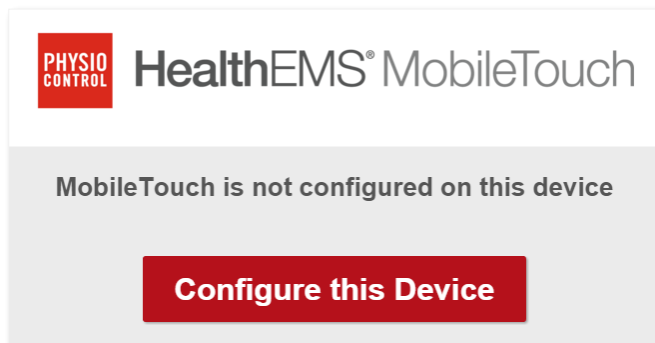 PHYSIO
CONTROL
HealthEMS® MobileTouch
MobileTouch is not configured on this device
Configure this Device